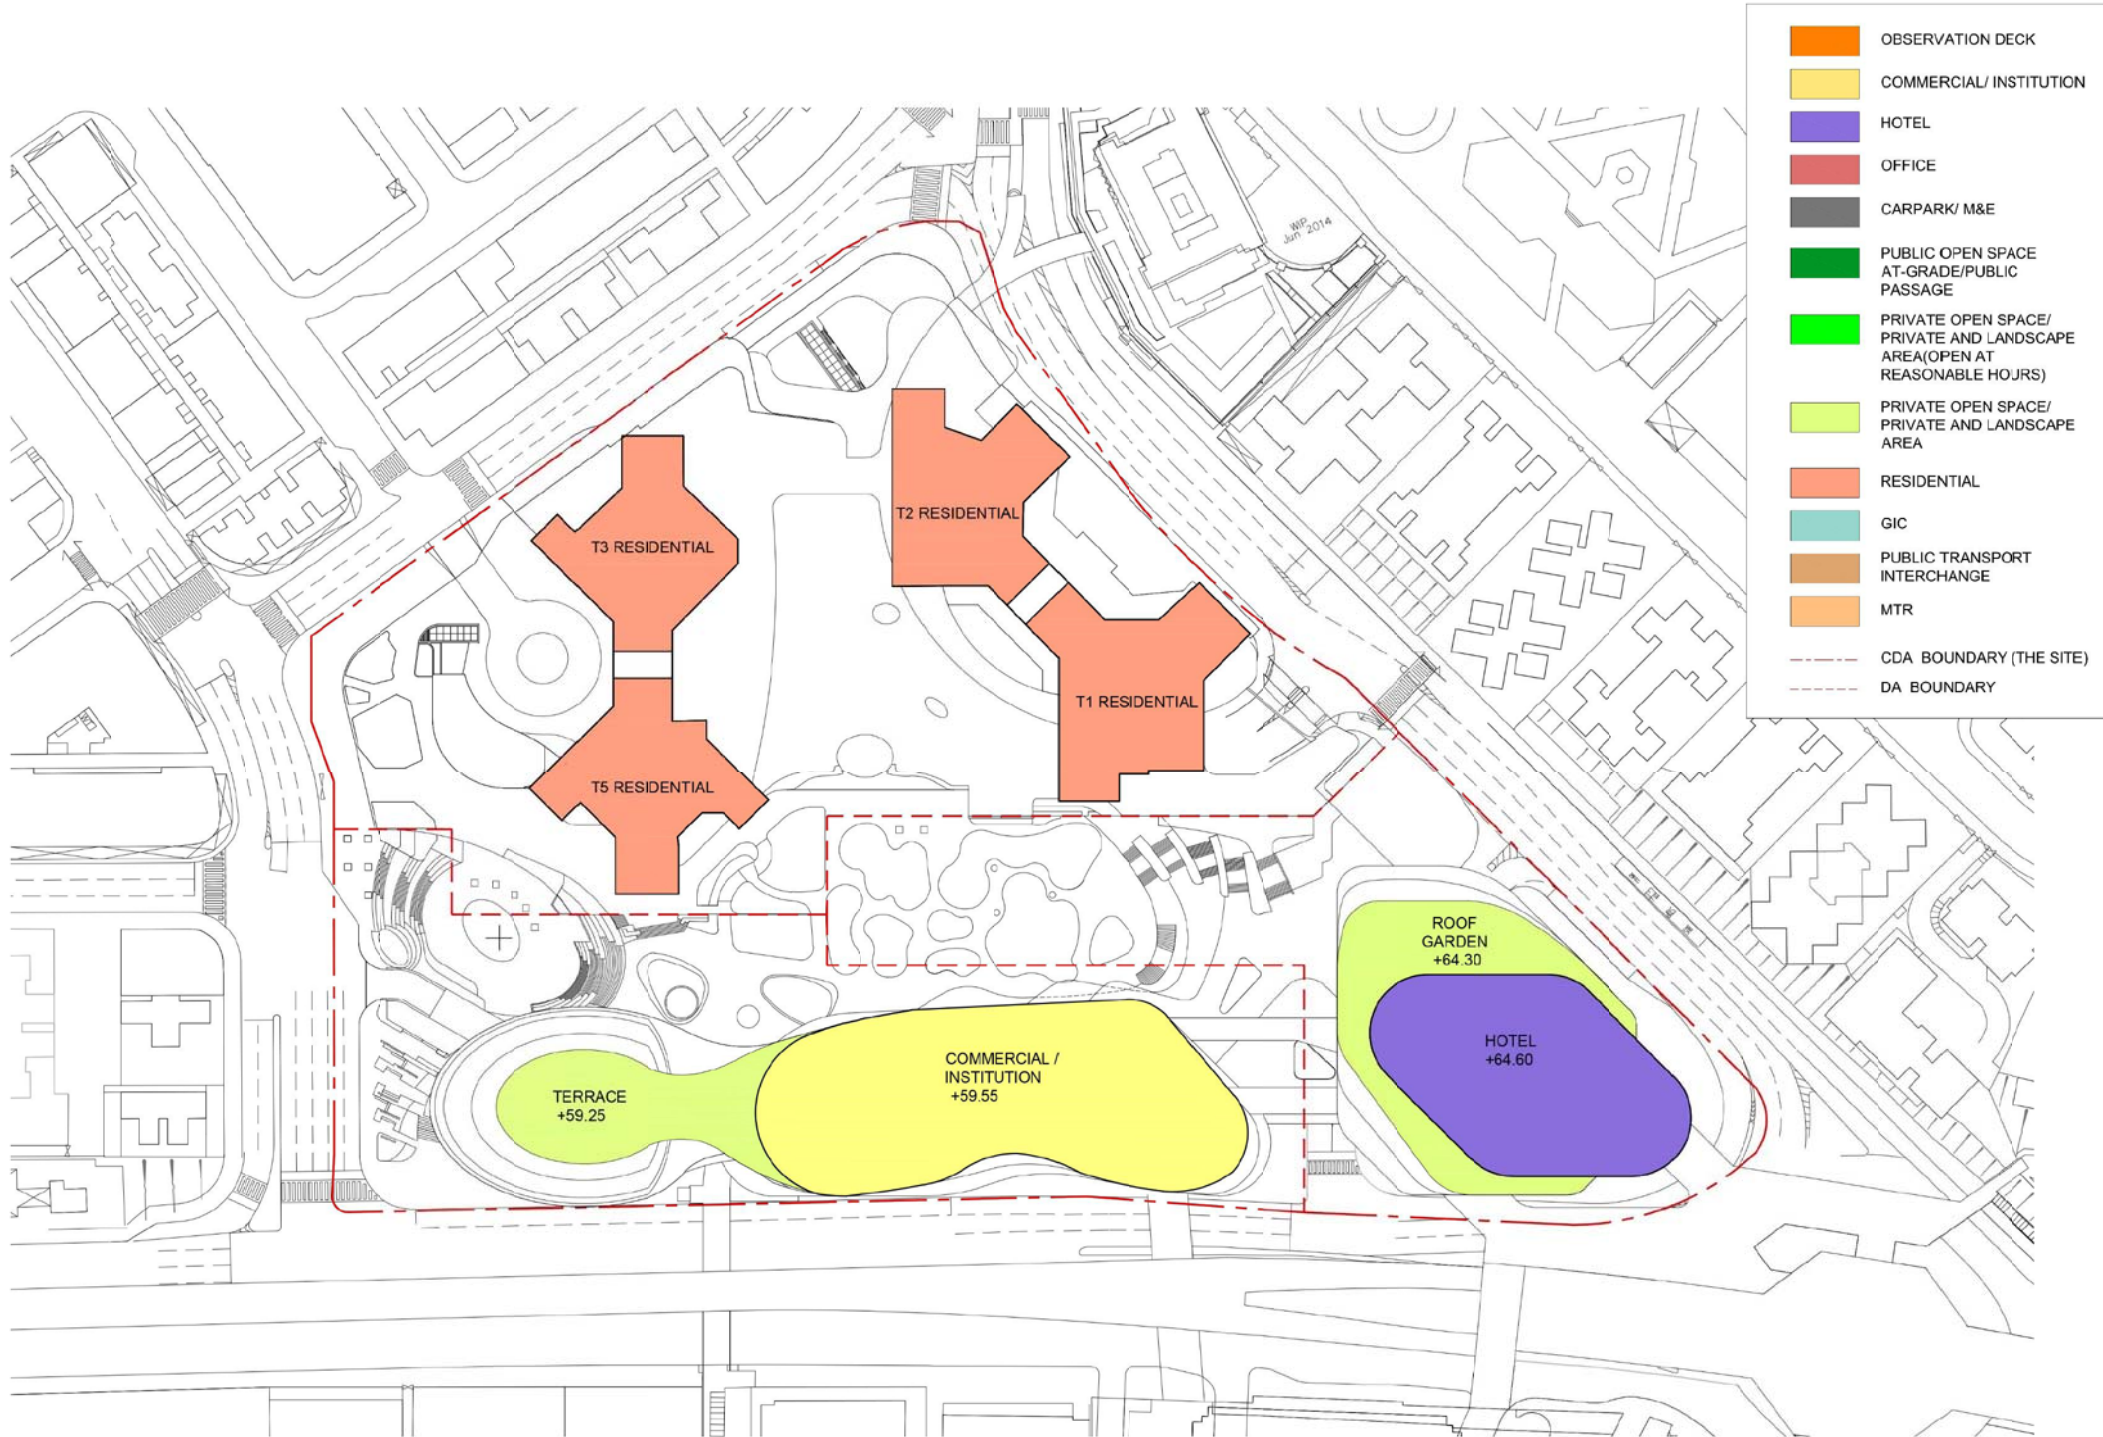 OBSERVATION DECK
COMMERCIAL/ INSTITUTION
HOTEL
OFFICE
CARPARK/ M&E
PUBLIC OPEN SPACE
AT-GRADE/PUBLIC
PASSAGE
PRIVATE OPEN SPACE/
PRIVATE AND LANDSCAPE
AREA(OPEN AT
REASONABLE HOURS)
PRIVATE OPEN SPACE/
PRIVATE AND LANDSCAPE
AREA
RESIDENTIAL
GIC
PUBLIC TRANSPORT
INTERCHANGE
MTR
CDA BOUNDARY (THE SITE)
DA BOUNDARY
WIP
Jun 2014
T2 RESIDENTIAL
T3 RESIDENTIAL
T1 RESIDENTIAL
T5 RESIDENTIAL
ROOF
GARDEN
+64.30
HOTEL
+64.60
COMMERCIAL /
INSTITUTION
+59.55
TERRACE
+59.25